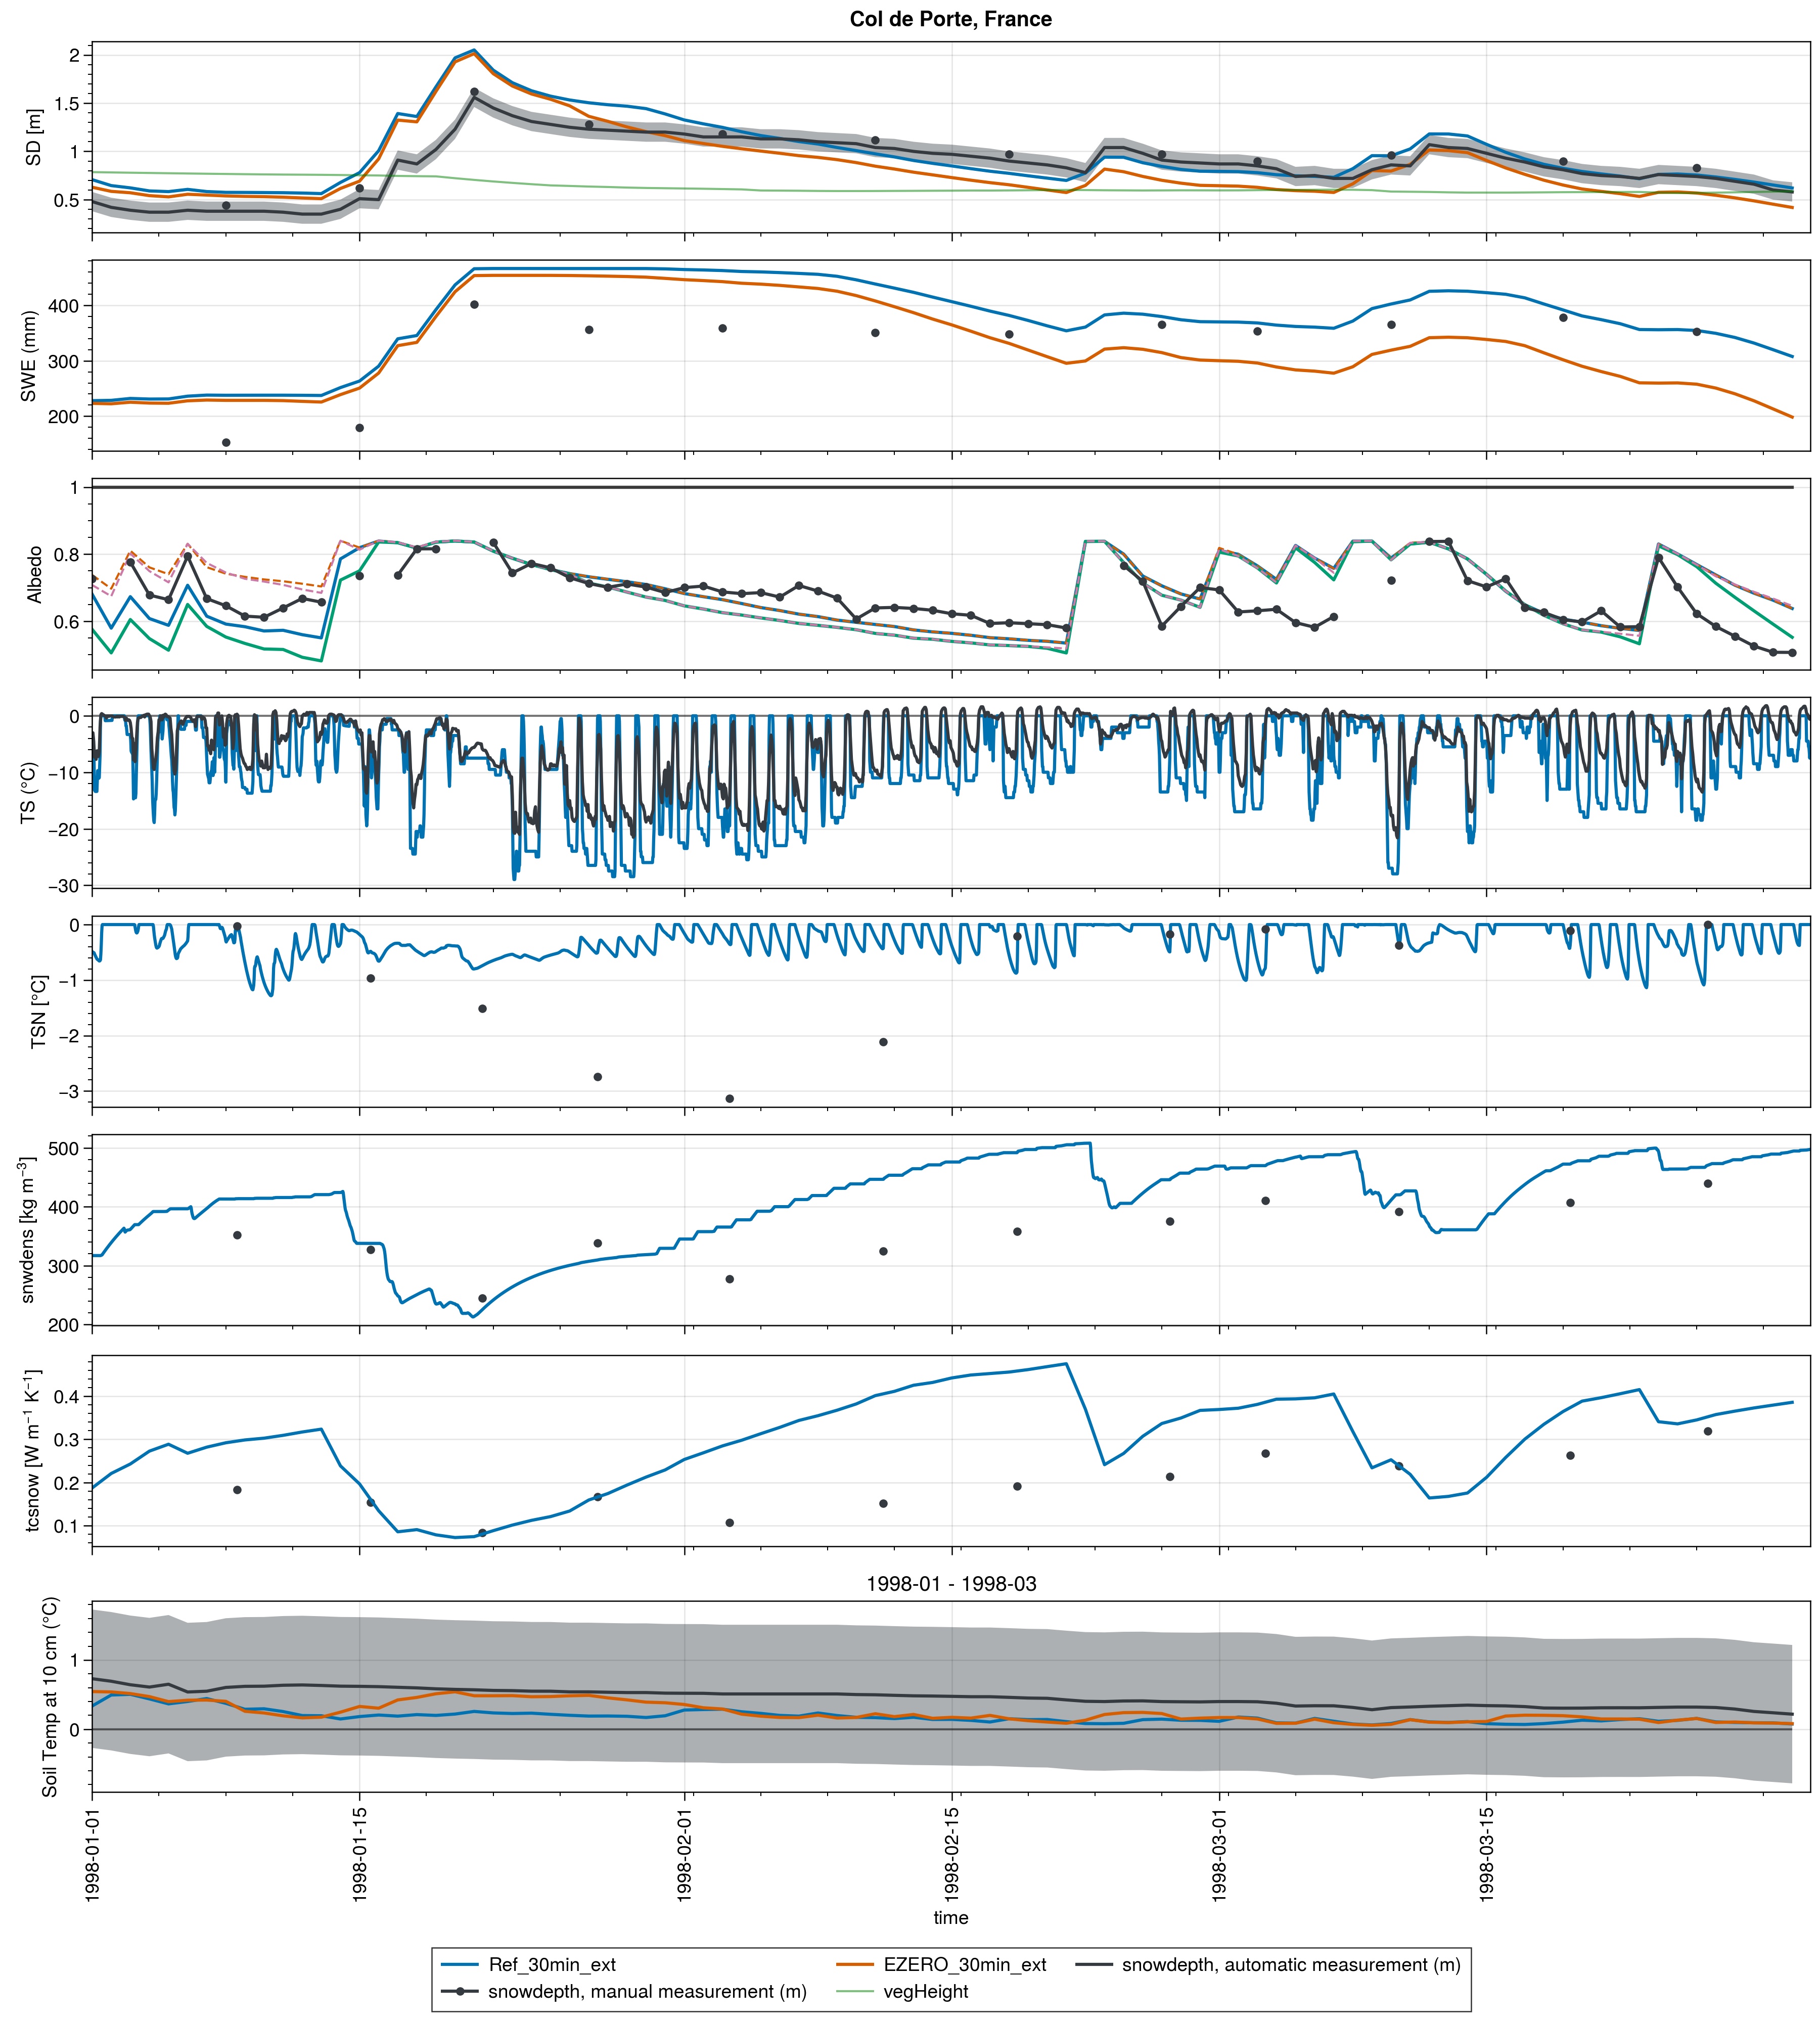 Col de Porte, France
SD [m]
2
1.5
1
0.5
SWE (mm)
400
300
200
Albedo
1
0.8
0.6
TS (°C)
0
−10
−20
−30
TSN [°C]
0
−1
−2
−3
snwdens [kg m⁻³]
500
400
300
200
tcsnow [W m⁻¹ K⁻¹]
0.4
0.3
0.2
0.1
1998-01 - 1998-03
Soil Temp at 10 cm (°C)
1
0
1998-01-01
1998-01-15
1998-02-01
1998-02-15
1998-03-01
1998-03-15
time
Ref_30min_ext
EZERO_30min_ext
snowdepth, automatic measurement (m)
snowdepth, manual measurement (m)
vegHeight